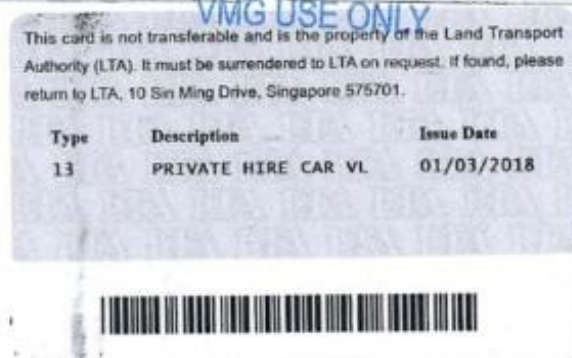 VMG USE ONLY
This card is not transferable and is the property of the Land Transport
Authority (LTA). It must be surrendered to LTA on request. If found, please
return to LTA, 10 Sin Ming Drive, Singapore 575701.
Type Description Issue Date
13 PRIVATE HIRE CAR VL 01/03/2018